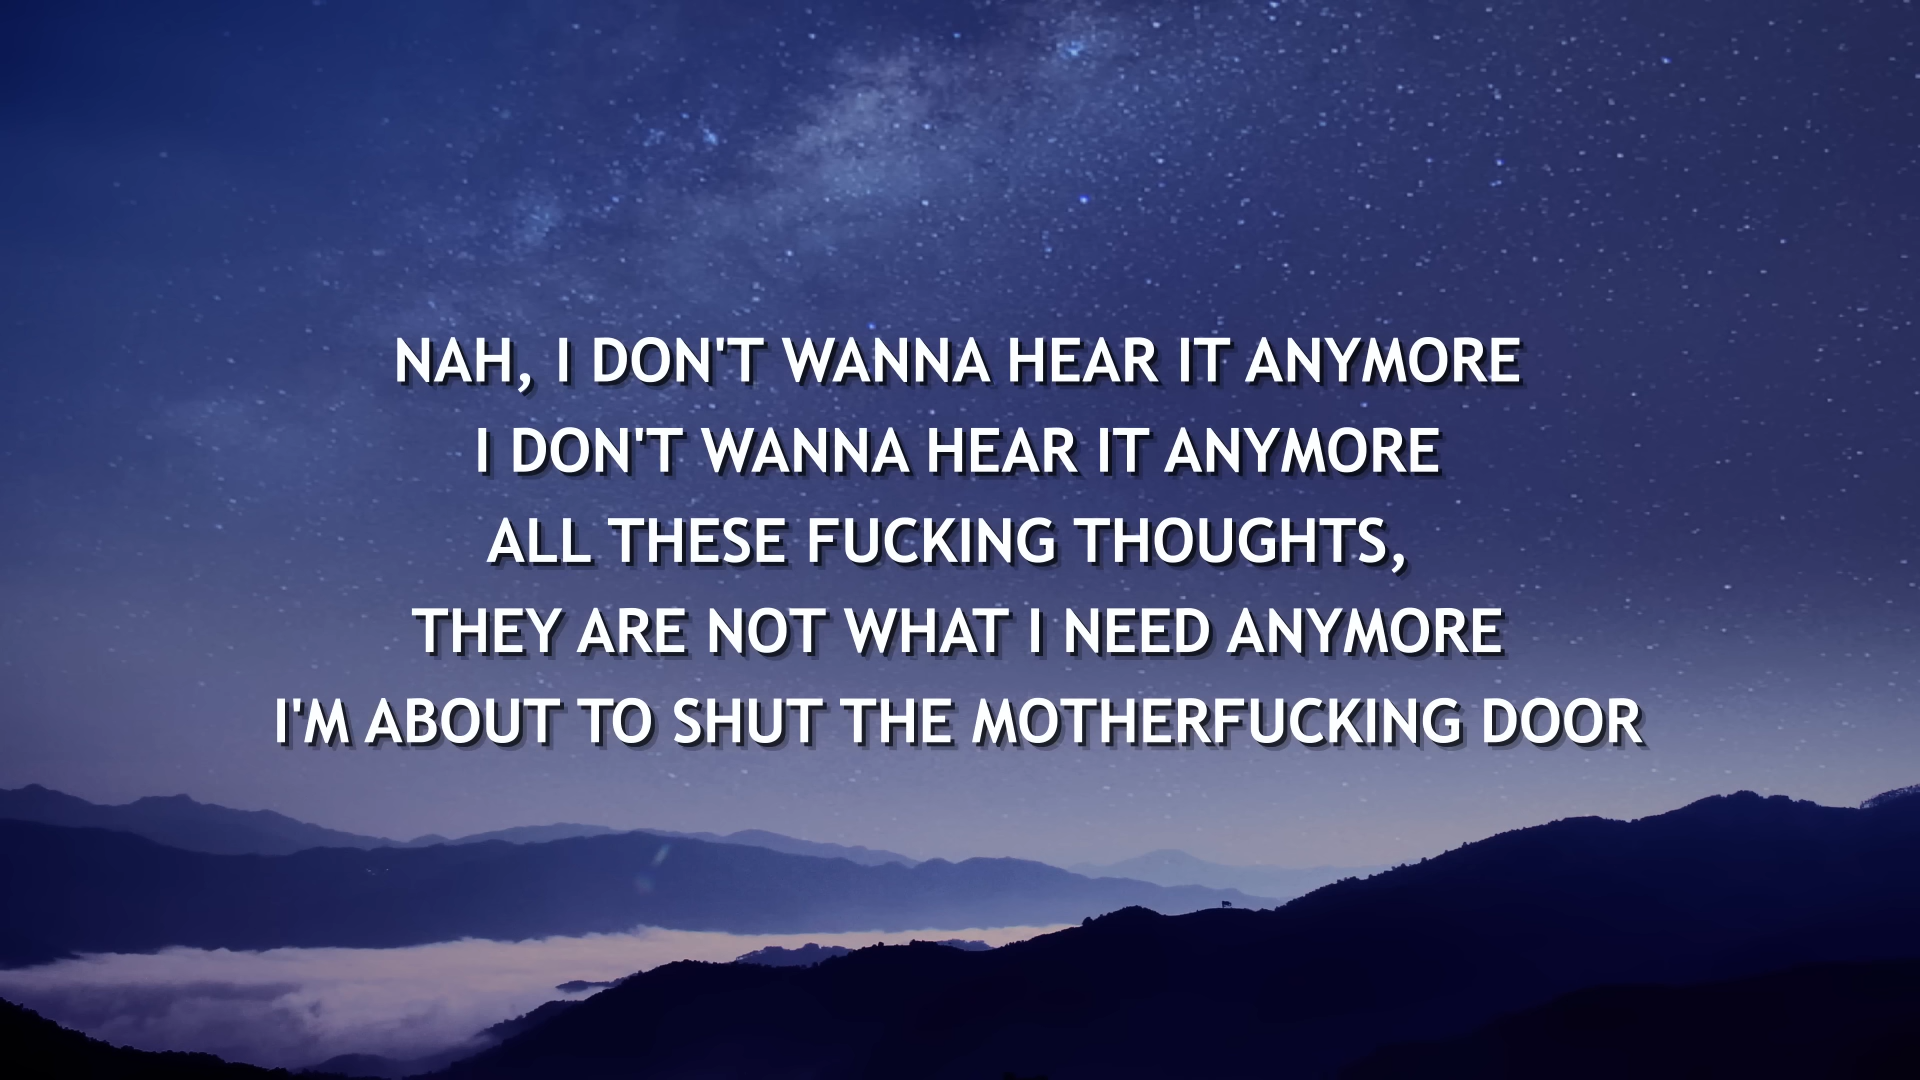 NAH, I DON'T WANNA HEAR IT ANYMORE
I DON'T WANNA HEAR IT ANYMORE
ALL THESE FUCKING THOUGHTS,
THEY ARE NOT WHAT I NEED ANYMORE
I'M ABOUT TO SHUT THE MOTHERFUCKING DOOR